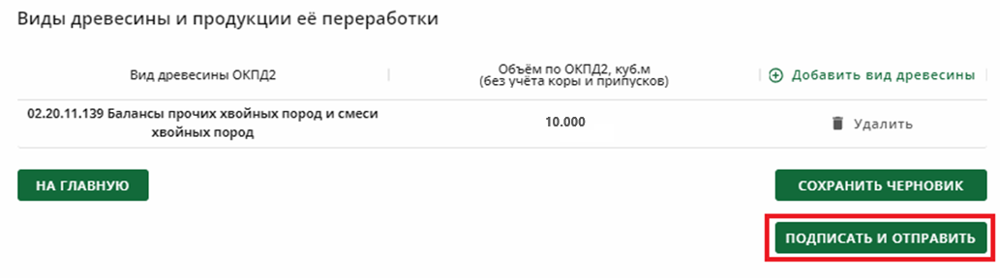 Виды древесины и продукции её переработки
Вид древесины ОКПД2
Объём по ОКПД2, куб.м
(без учёта коры и припусков)
Добавить вид древесины
02.20.11.139 Балансы прочих хвойных пород и смеси
хвойных пород
10.000
Удалить
НА ГЛАВНУЮ
СОХРАНИТЬ ЧЕРНОВИК
ПОДПИСАТЬ И ОТПРАВИТЬ